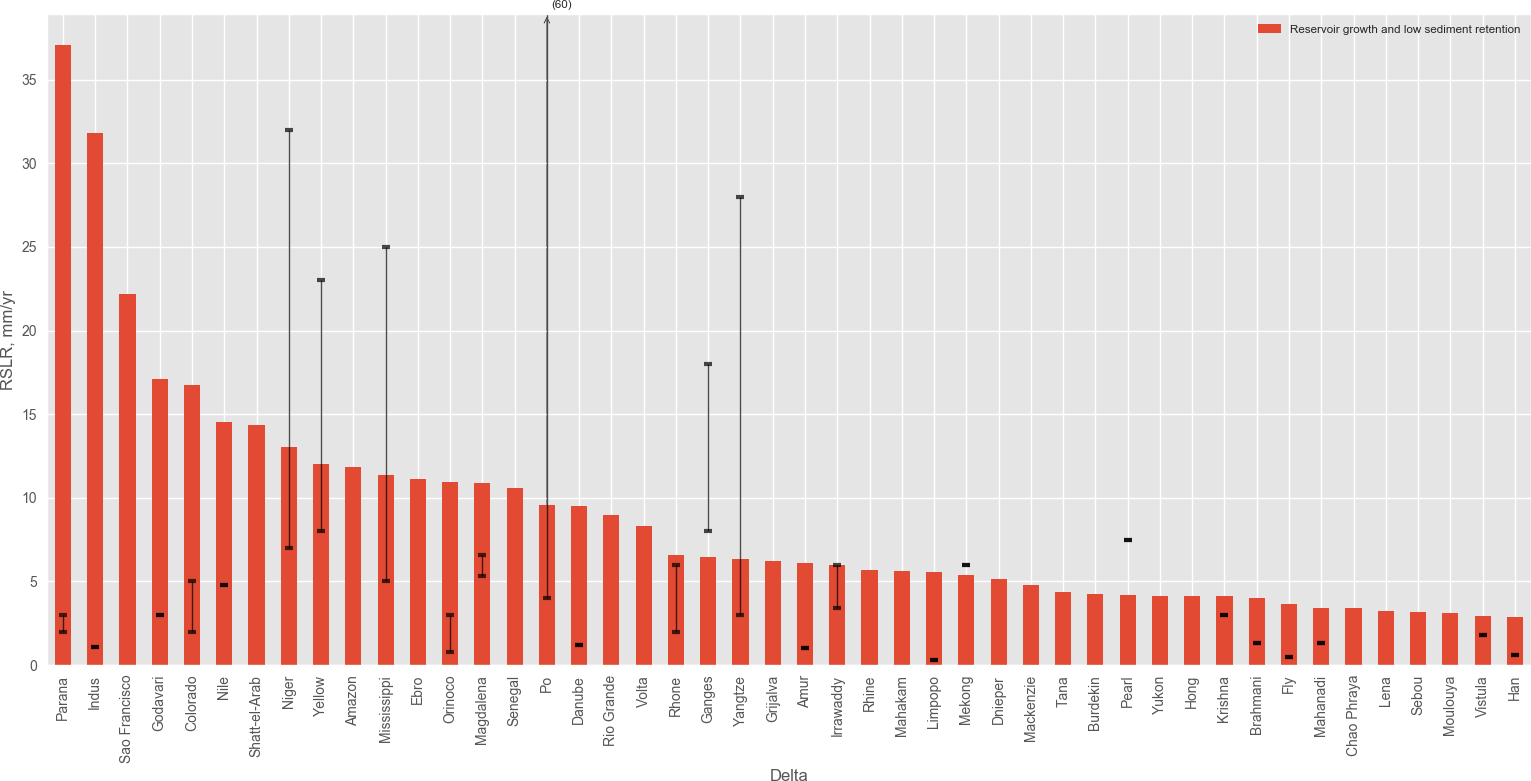 (60)
Reservoir growth and low sediment retention
35
30
25
20
15
10
5
0
RSLR, mm/yr
Parana
Indus
Sao Francisco
Godavari
Colorado
Nile
Shatt-el-Arab
Niger
Yellow
Amazon
Mississippi
Ebro
Orinoco
Magdalena
Senegal
Po
Danube
Rio Grande
Volta
Rhone
Ganges
Yangtze
Grijalva
Amur
Irrawaddy
Rhine
Mahakam
Limpopo
Mekong
Dnieper
Mackenzie
Tana
Burdekin
Pearl
Yukon
Hong
Krishna
Brahmani
Fly
Mahanadi
Chao Phraya
Lena
Sebou
Moulouya
Vistula
Han
Delta